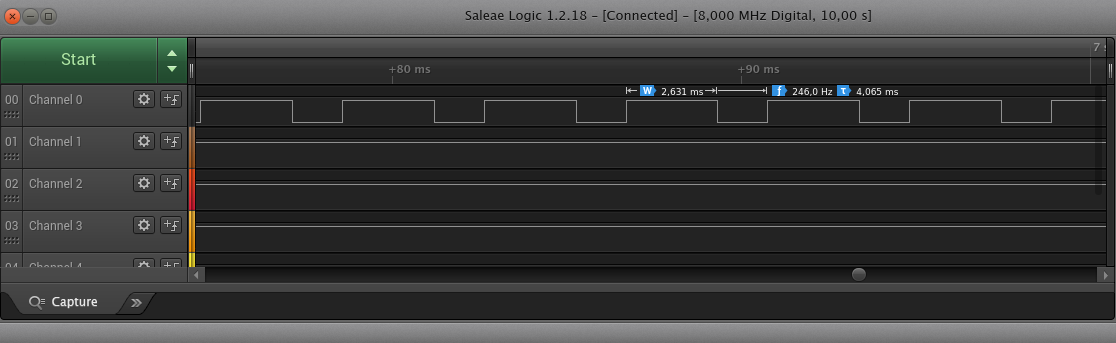 Saleae Logic 1.2.18 – [Connected] – [8,000 MHz Digital, 10,00 s]
Start
7 s
+80 ms
+90 ms
W 2,631 ms
f 246,0 Hz
τ 4,065 ms
00 Channel 0
01 Channel 1
02 Channel 2
03 Channel 3
04 Channel 4
Capture